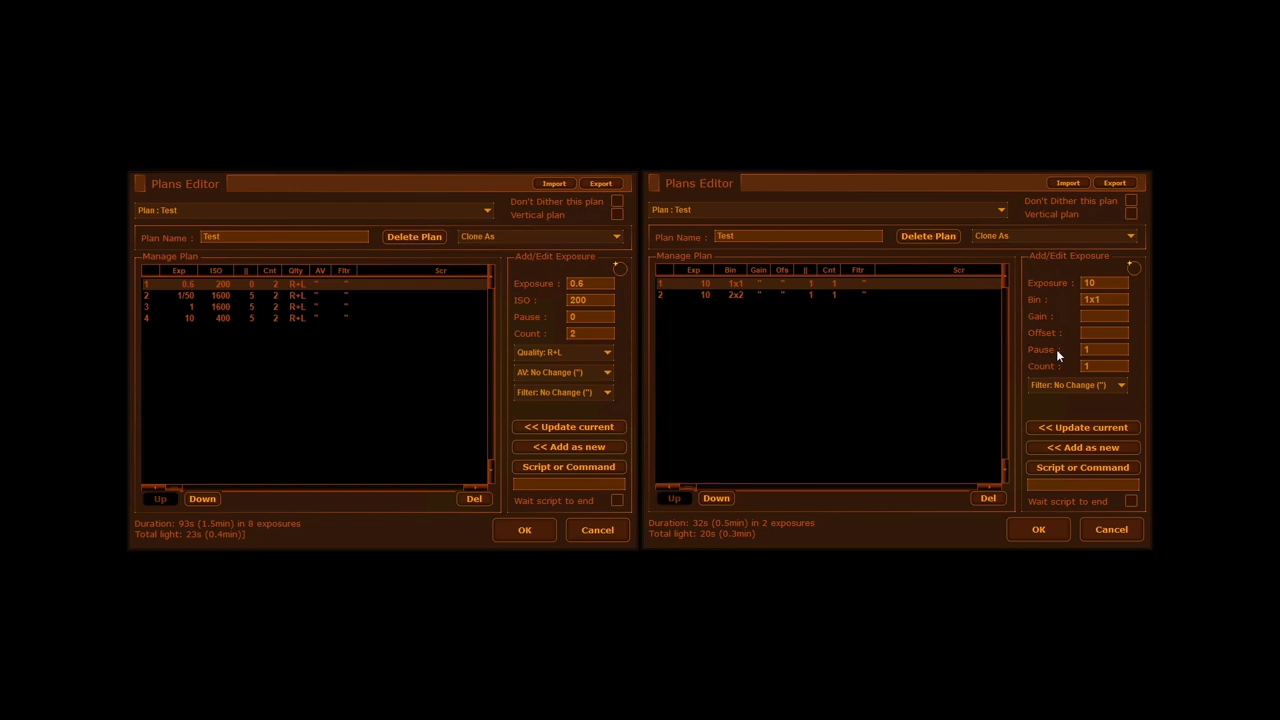 Plans Editor
Import
Export
Plan : Test
Don't Dither this plan
Vertical plan
Plan Name :
Test
Delete Plan
Clone As
Manage Plan
Exp ISO || Cnt Qlty AV Fltr Scr
1 0.6 200 0 2 R+L " "
2 1/50 1600 5 2 R+L " "
3 1 1600 5 2 R+L " "
4 10 400 5 2 R+L " "
Add/Edit Exposure
Exposure : 0.6
ISO : 200
Pause : 0
Count : 2
Quality: R+L
AV: No Change (")
Filter: No Change (")
<< Update current
<< Add as new
Script or Command
Wait script to end
Up
Down
Del
Duration: 93s (1.5min) in 8 exposures
Total light: 23s (0.4min)]
OK
Cancel
Plans Editor
Import
Export
Plan : Test
Don't Dither this plan
Vertical plan
Plan Name :
Test
Delete Plan
Clone As
Manage Plan
Exp Bin Gain Ofs || Cnt Fltr Scr
1 10 1x1 " " 1 1 "
2 10 2x2 " " 1 1 "
Add/Edit Exposure
Exposure : 10
Bin : 1x1
Gain :
Offset :
Pause : 1
Count : 1
Filter: No Change (")
<< Update current
<< Add as new
Script or Command
Wait script to end
Up
Down
Del
Duration: 32s (0.5min) in 2 exposures
Total light: 20s (0.3min)
OK
Cancel